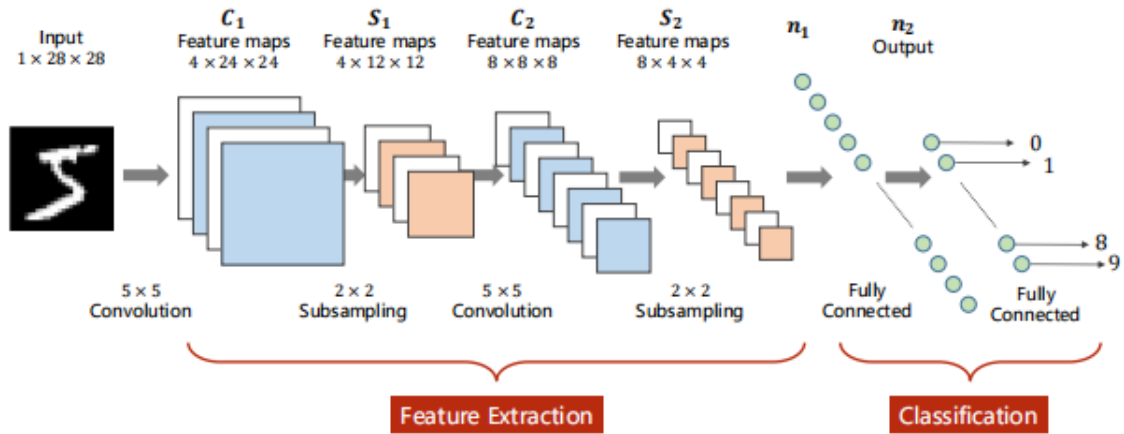 Input
1 × 28 × 28
C₁
Feature maps
4 × 24 × 24
S₁
Feature maps
4 × 12 × 12
C₂
Feature maps
8 × 8 × 8
S₂
Feature maps
8 × 4 × 4
n₁
n₂
Output
0
1
8
9
5 × 5
Convolution
2 × 2
Subsampling
5 × 5
Convolution
2 × 2
Subsampling
Fully
Connected
Fully
Connected
Feature Extraction
Classification